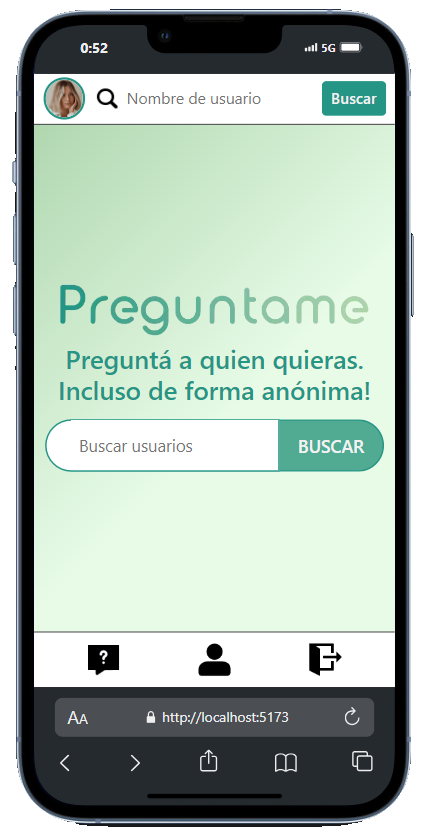 0:52
5G
Nombre de usuario
Buscar
Preguntame
Preguntá a quien quieras.
Incluso de forma anónima!
Buscar usuarios
BUSCAR
?
AA
http://localhost:5173